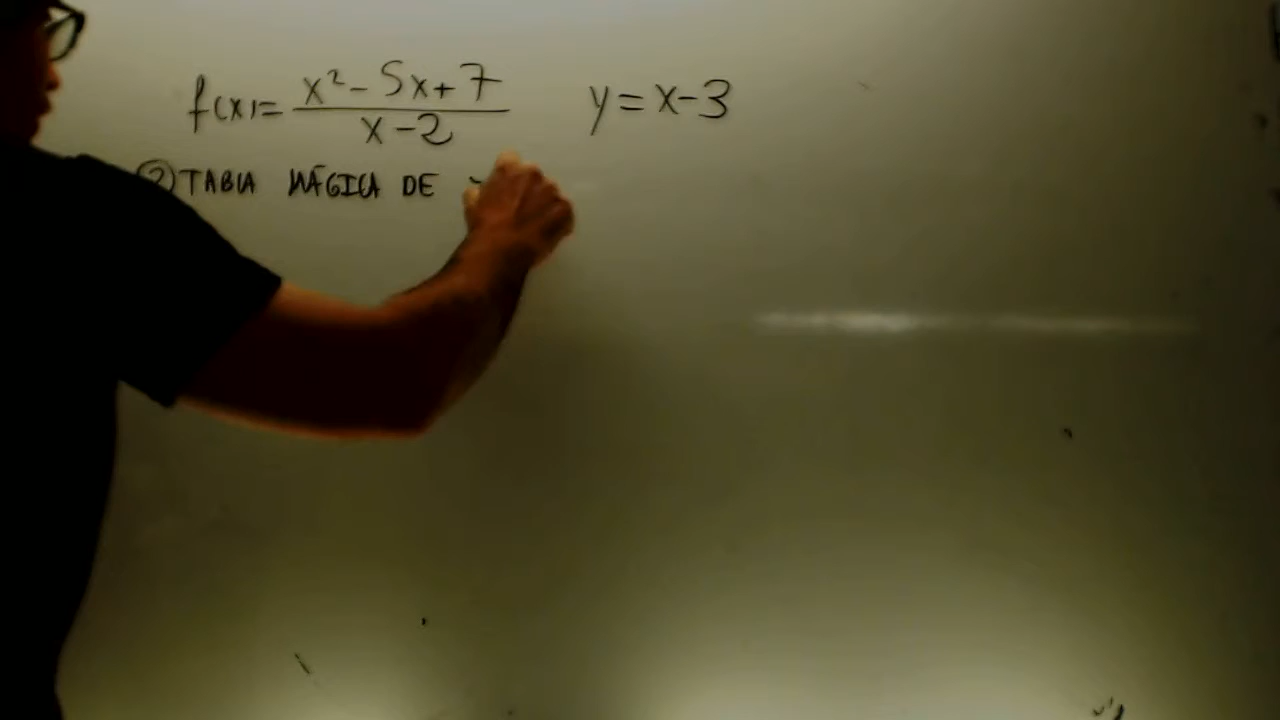 f(x)= x²-5x+7 / x-2 y=x-3
② TABLA MÁGICA DE